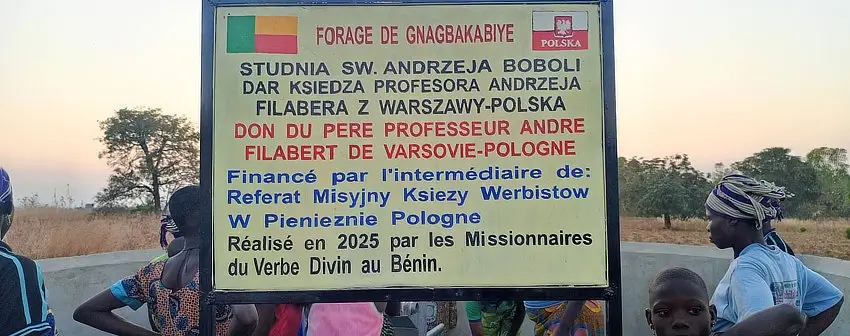 FORAGE DE GNAGBAKABIYE
POLSKA
STUDNIA SW. ANDRZEJA BOBOLI
DAR KSIEDZA PROFESORA ANDRZEJA
FILABERA Z WARSZAWY-POLSKA
DON DU PERE PROFESSEUR ANDRE
FILABERT DE VARSOVIE-POLOGNE
Financé par l'intermédiaire de:
Referat Misyjny Ksiezy Werbistow
W Pienieznie Pologne
Réalisé en 2025 par les Missionnaires
du Verbe Divin au Bénin.